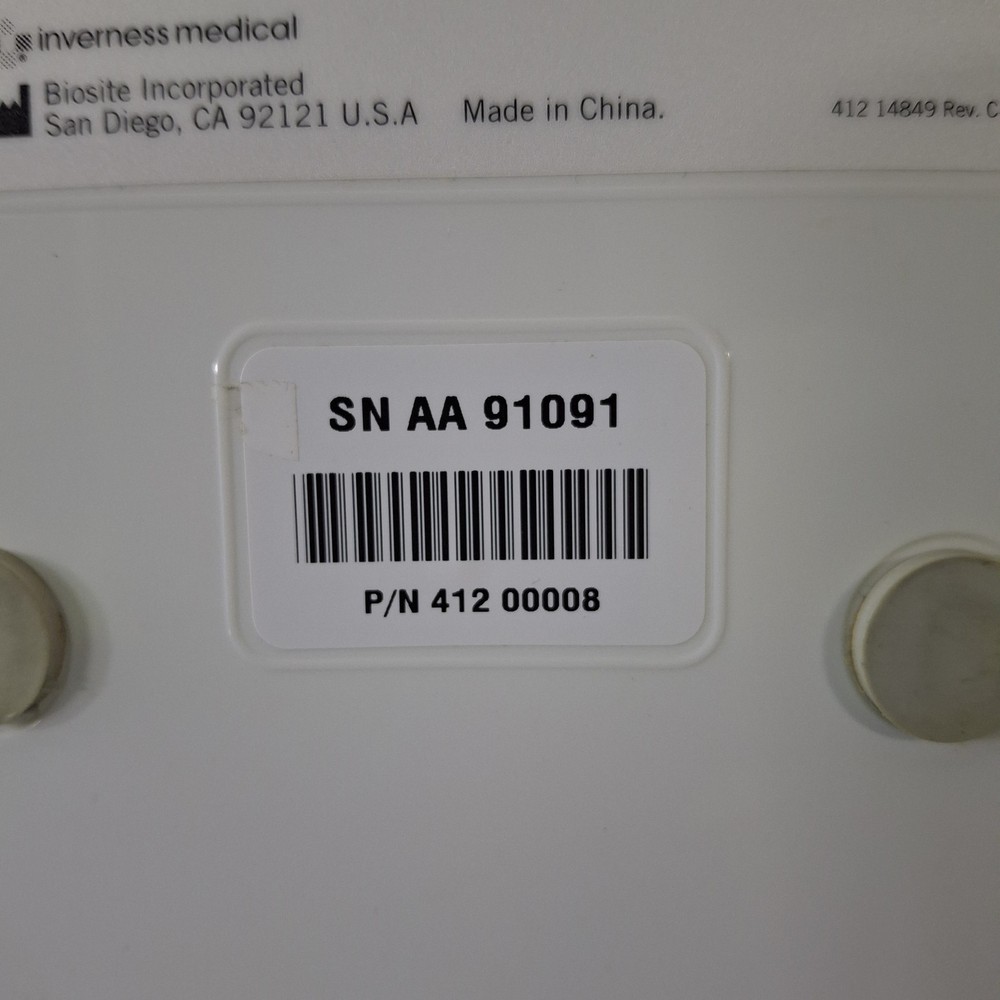 inverness medical
Biosite Incorporated
San Diego, CA 92121 U.S.A
Made in China.
412 14849 Rev. C
SN AA 91091
P/N 412 00008